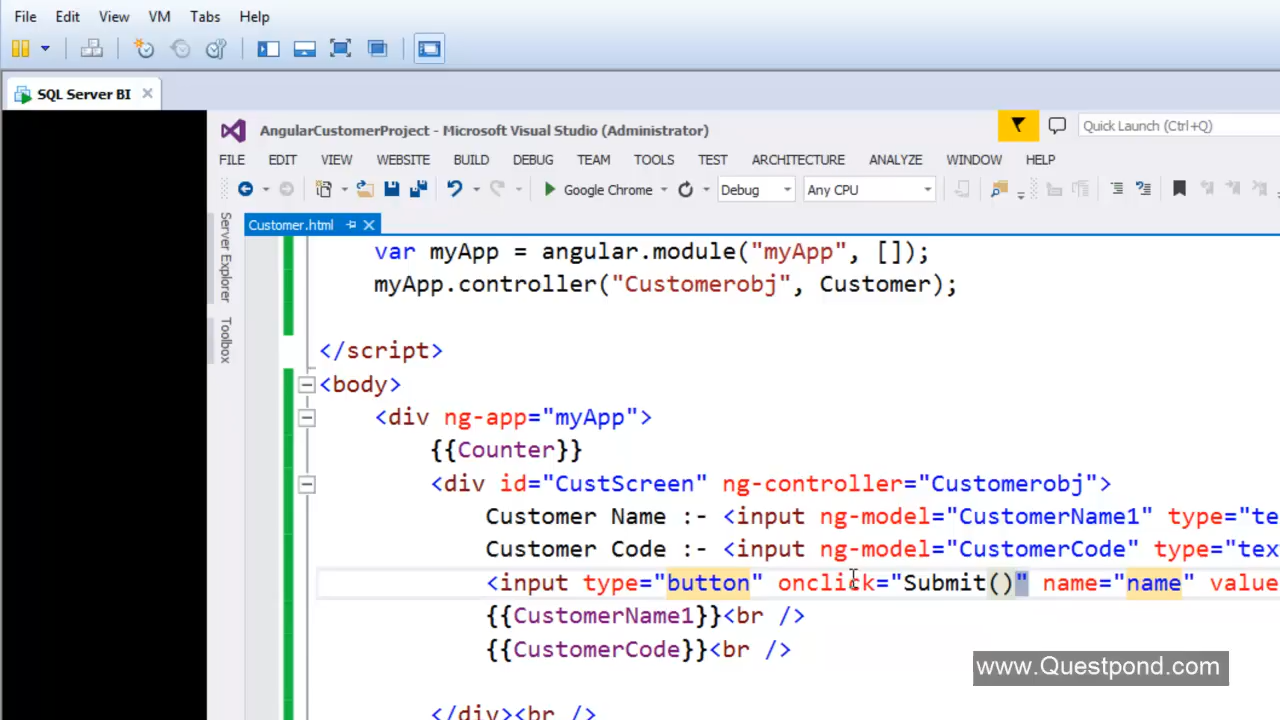 File Edit View VM Tabs Help
SQL Server BI
AngularCustomerProject - Microsoft Visual Studio (Administrator)
Quick Launch (Ctrl+Q)
FILE EDIT VIEW WEBSITE BUILD DEBUG TEAM TOOLS TEST ARCHITECTURE ANALYZE WINDOW HELP
Google Chrome Debug Any CPU
Server Explorer
Toolbox
Customer.html
var myApp = angular.module("myApp", []);
myApp.controller("Customerobj", Customer);
</script>
<body>
<div ng-app="myApp">
{{Counter}}
<div id="CustScreen" ng-controller="Customerobj">
Customer Name :- <input ng-model="CustomerName1" type="te
Customer Code :- <input ng-model="CustomerCode" type="tex
<input type="button" onclick="Submit()" name="name" value
{{CustomerName1}}<br />
{{CustomerCode}}<br />
www.Questpond.com
</div><br />